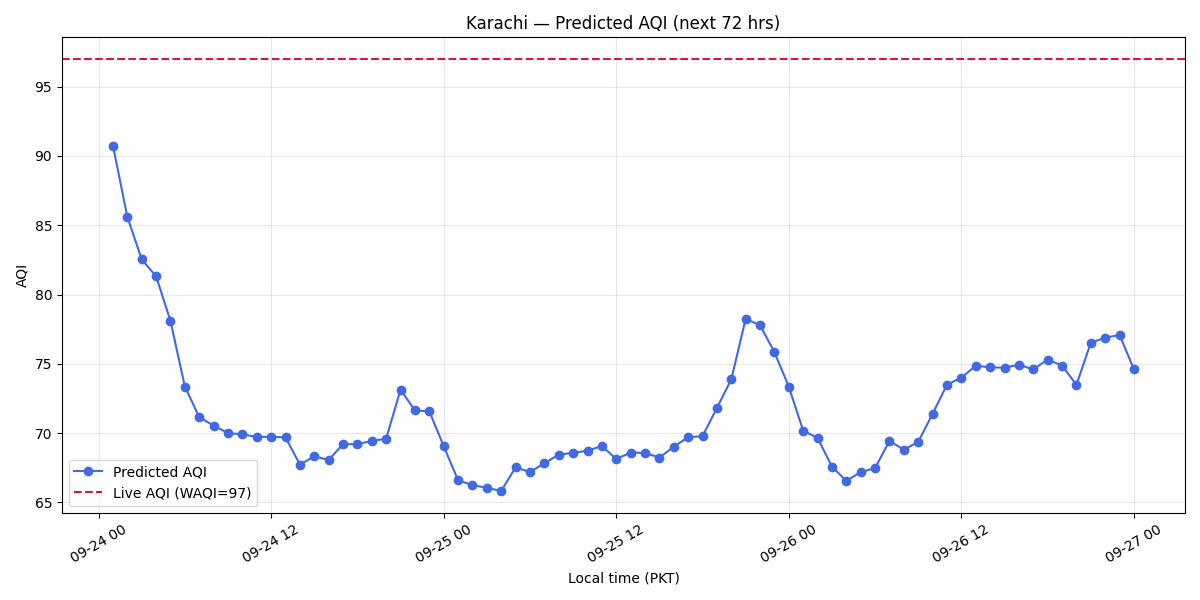 Karachi — Predicted AQI (next 72 hrs)
95
90
85
80
75
70
65
AQI
Predicted AQI
Live AQI (WAQI=97)
09-24 00
09-24 12
09-25 00
09-25 12
09-26 00
09-26 12
09-27 00
Local time (PKT)